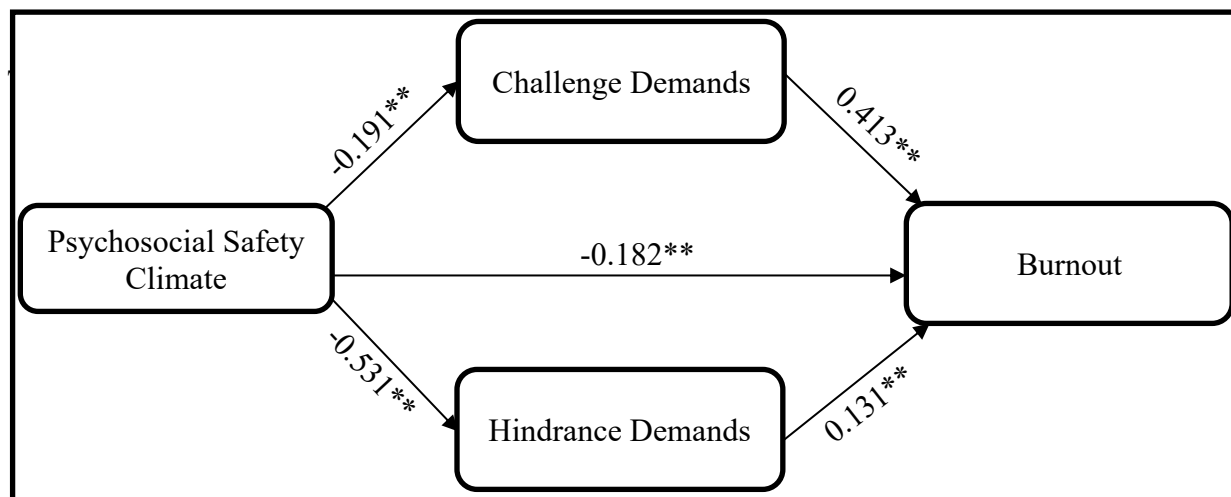 Challenge Demands
-0.191**
0.413**
Psychosocial Safety
Climate
-0.182**
Burnout
-0.531**
0.131**
Hindrance Demands